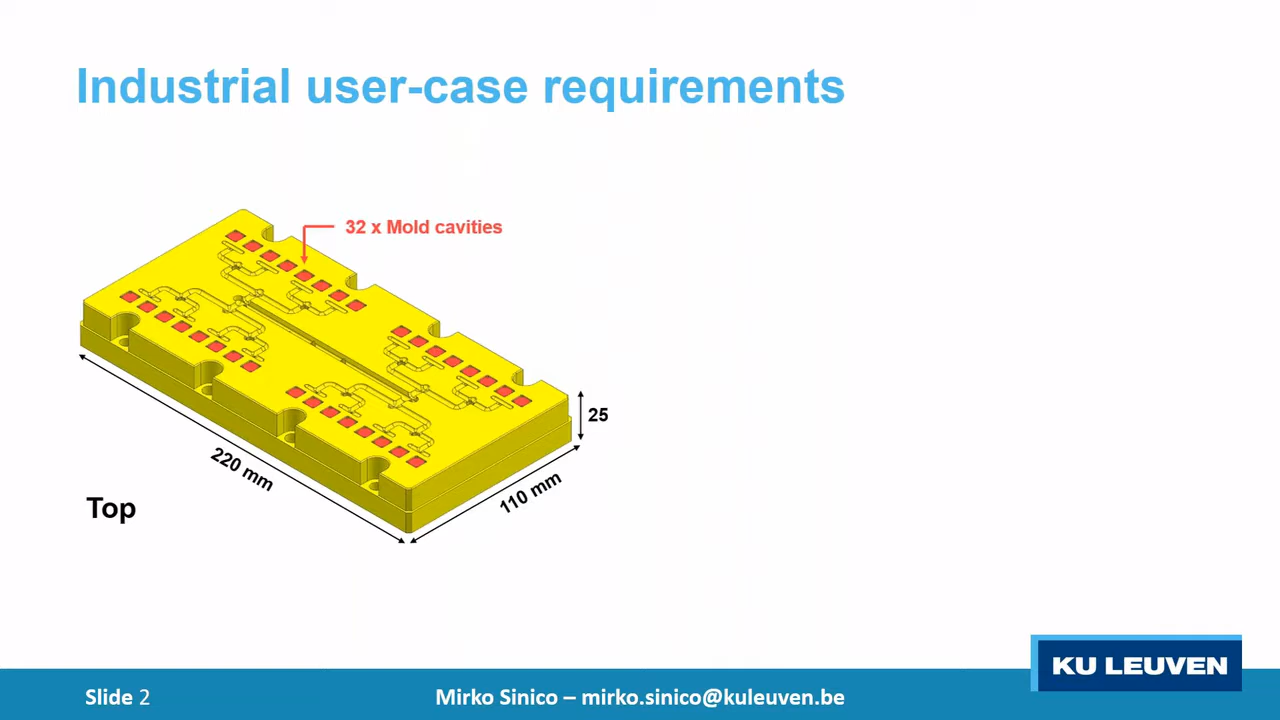 Industrial user-case requirements
32 x Mold cavities
25
220 mm
110 mm
Top
KU LEUVEN
Slide 2
Mirko Sinico – mirko.sinico@kuleuven.be